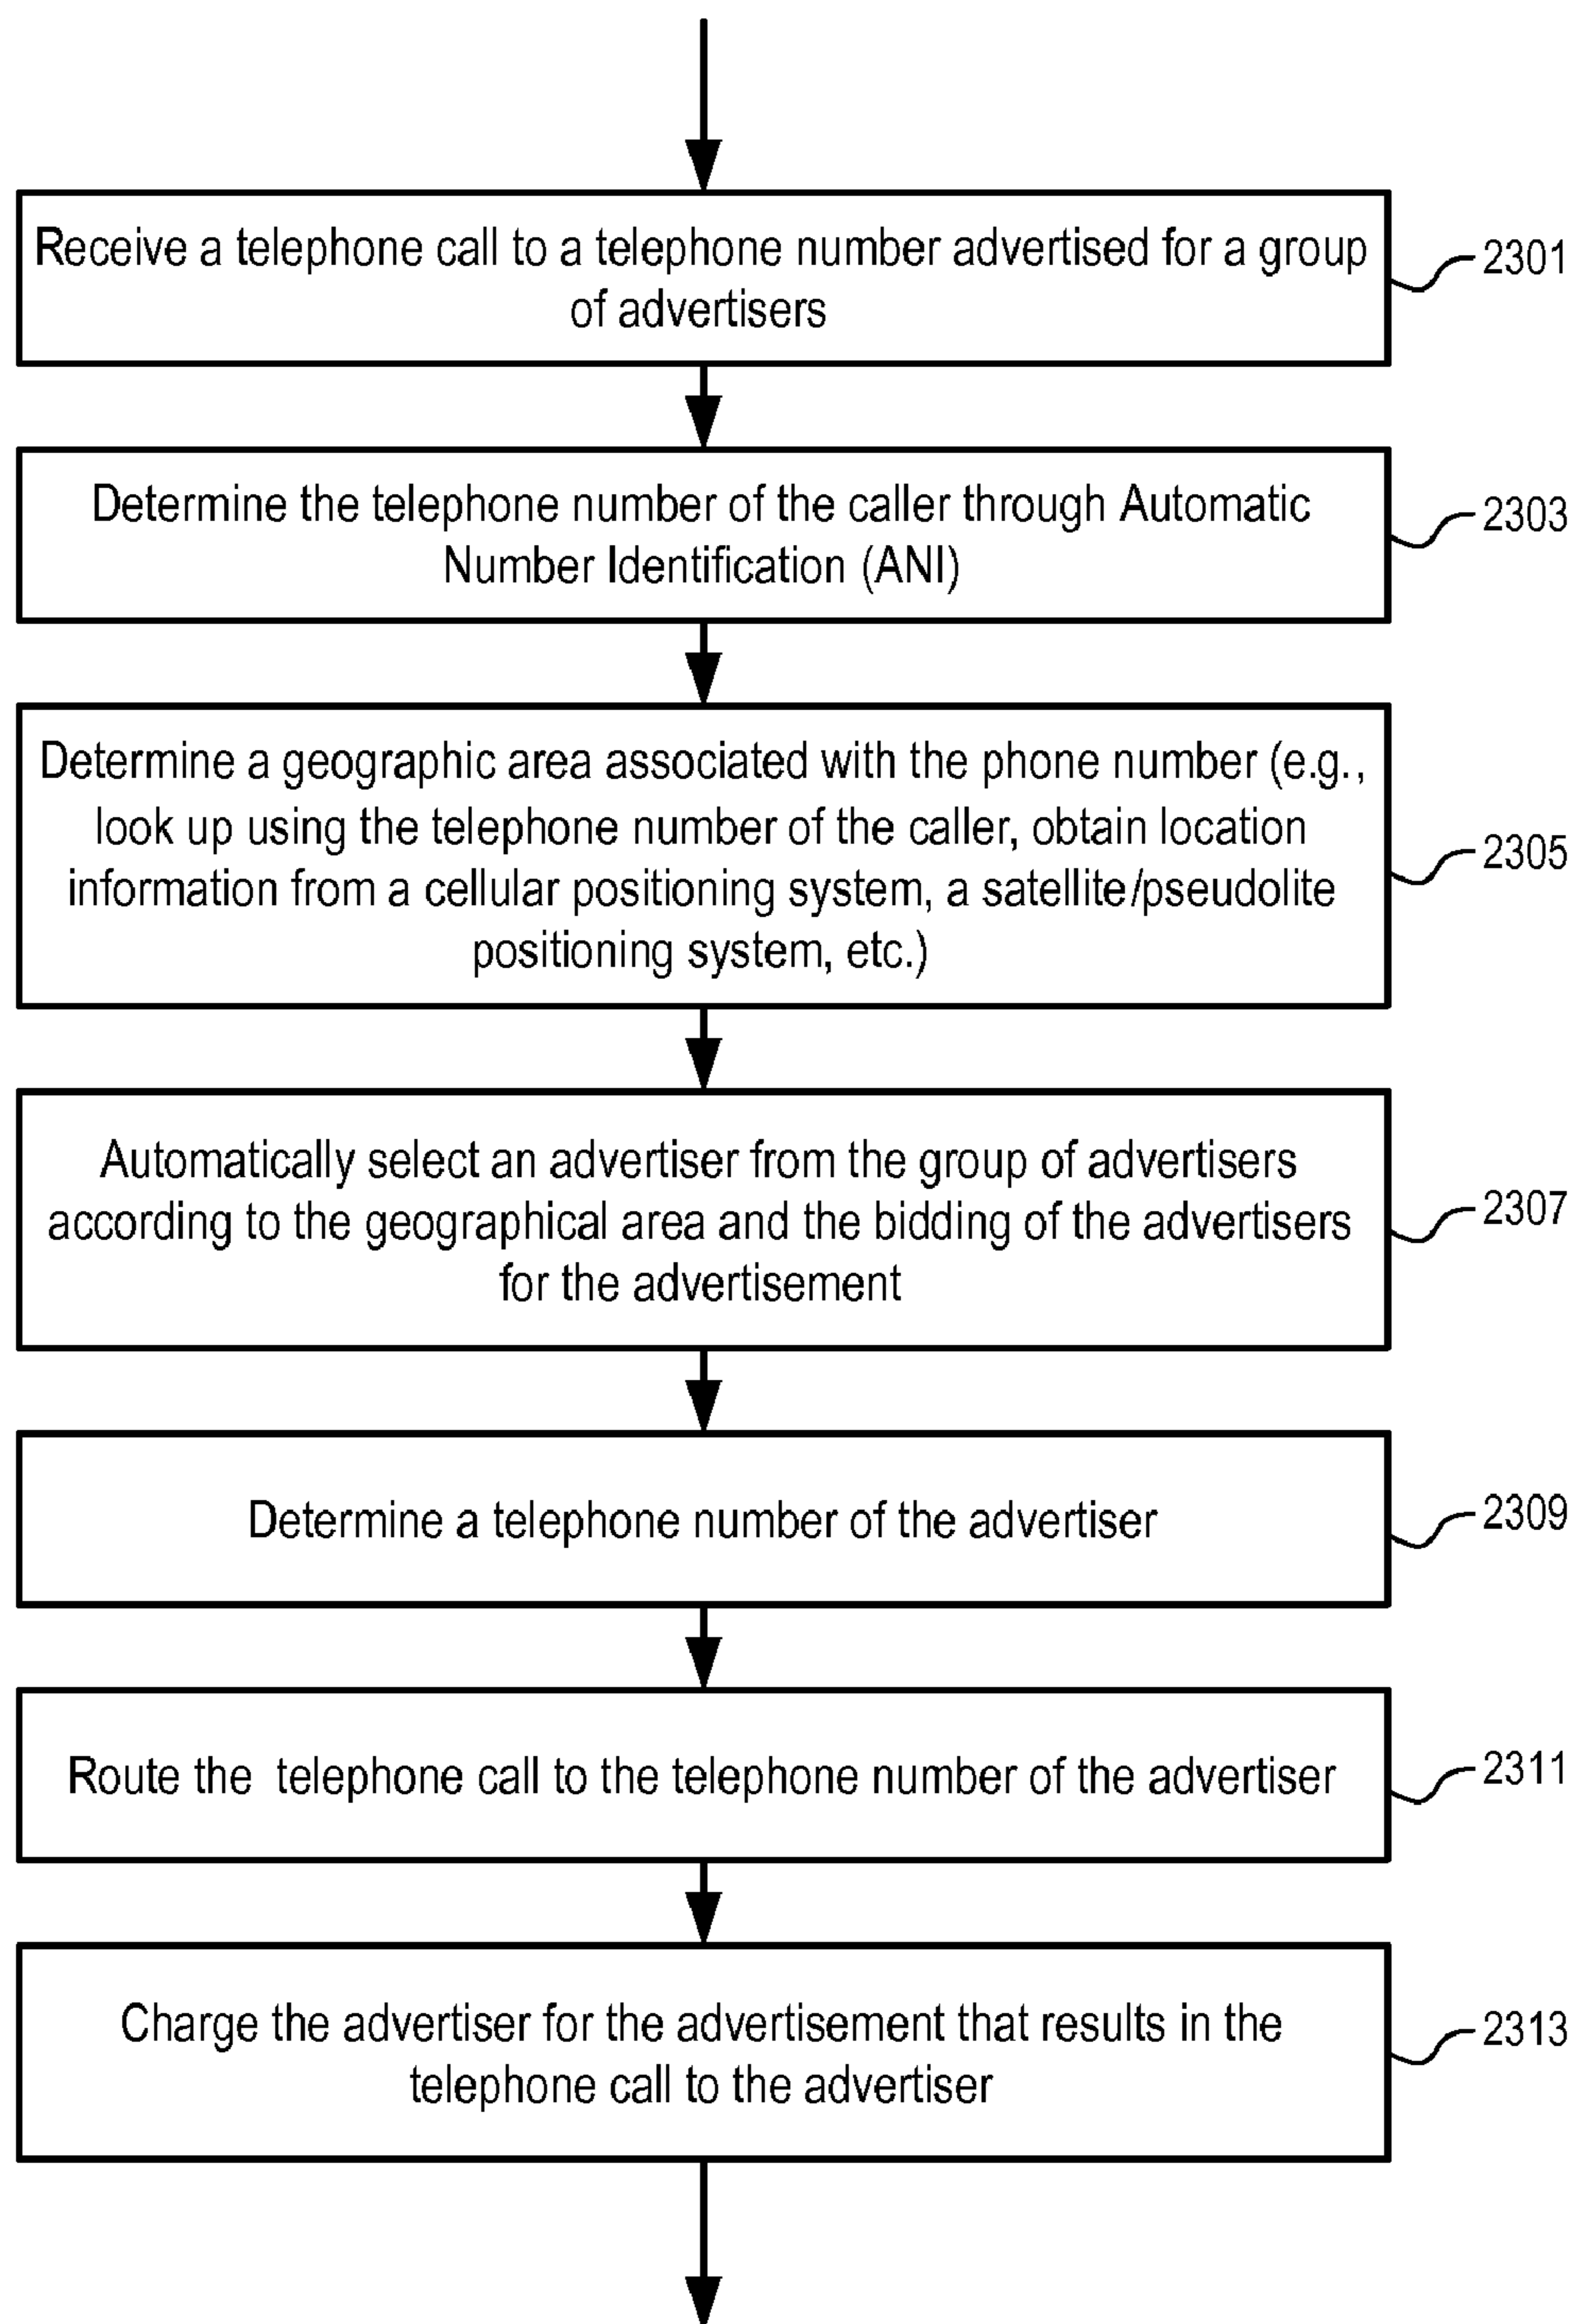 Receive a telephone call to a telephone number advertised for a group
of advertisers
2301
Determine the telephone number of the caller through Automatic
Number Identification (ANI)
2303
Determine a geographic area associated with the phone number (e.g.,
look up using the telephone number of the caller, obtain location
information from a cellular positioning system, a satellite/pseudolite
positioning system, etc.)
2305
Automatically select an advertiser from the group of advertisers
according to the geographical area and the bidding of the advertisers
for the advertisement
2307
Determine a telephone number of the advertiser
2309
Route the telephone call to the telephone number of the advertiser
2311
Charge the advertiser for the advertisement that results in the
telephone call to the advertiser
2313